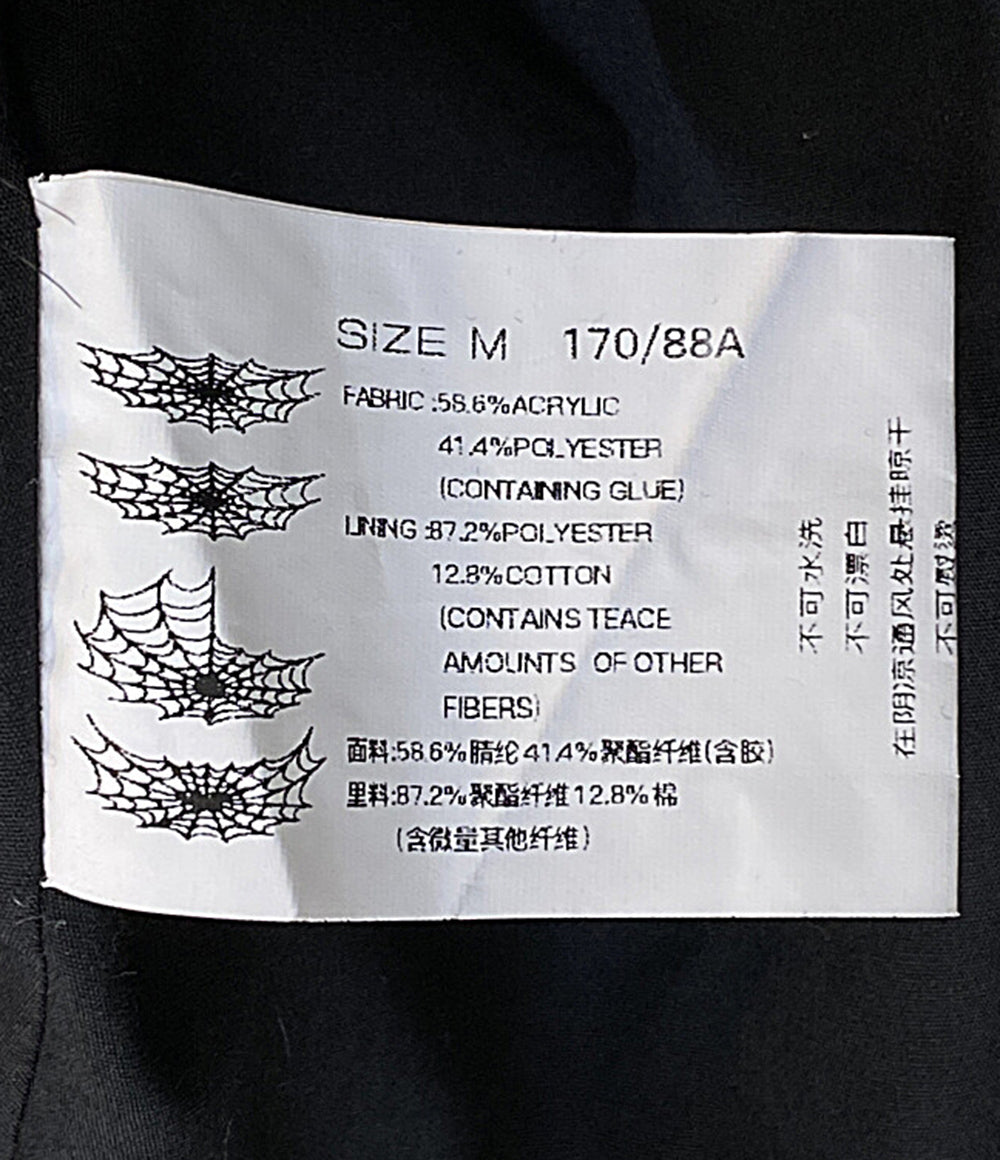 SIZE M 170/88A
FABRIC :58.6%ACRYLIC
41.4%POLYESTER
(CONTAINING GLUE)
LINING :87.2%POLYESTER
12.8%COTTON
(CONTAINS TEACE
AMOUNTS OF OTHER
FIBERS)
面料:58.6%腈纶41.4%聚酯纤维(含胶)
里料:87.2%聚酯纤维12.8%棉
(含微量其他纤维)
不可水洗
不可漂白
在阴凉通风处悬挂晾干
不可熨烫